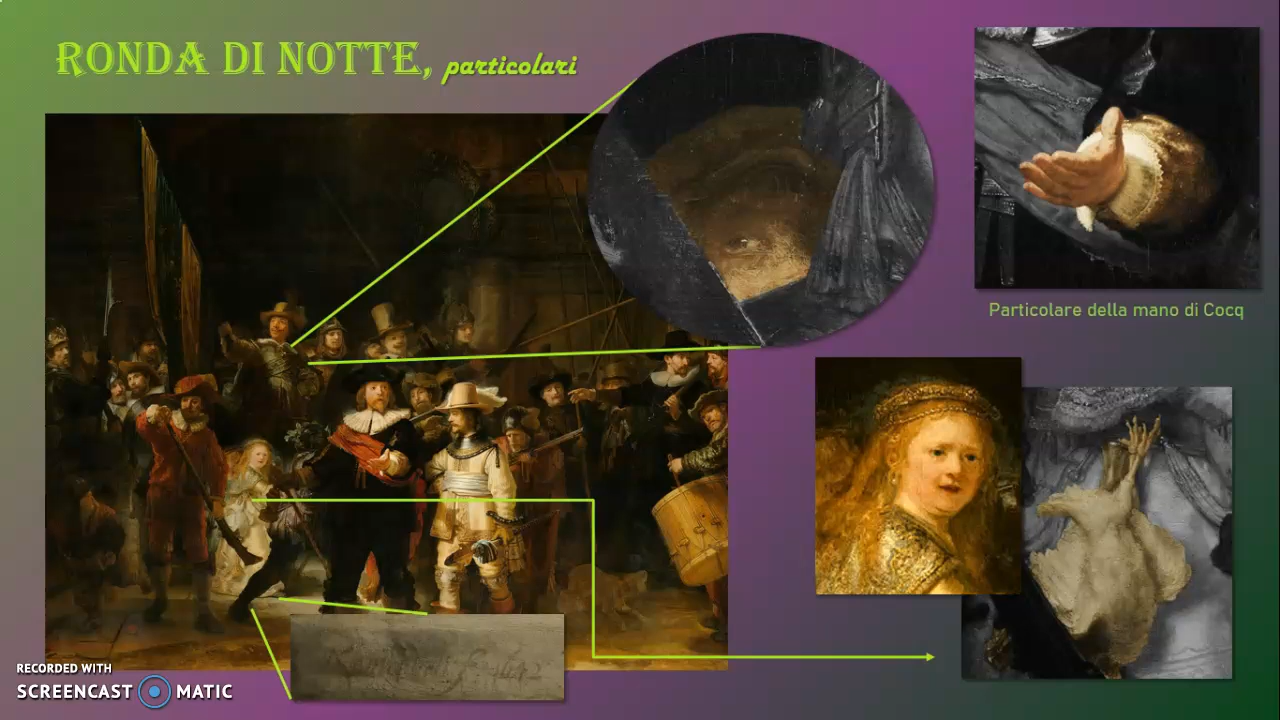 RONDA DI NOTTE, particolari
Particolare della mano di Cocq
RECORDED WITH
SCREENCAST MATIC